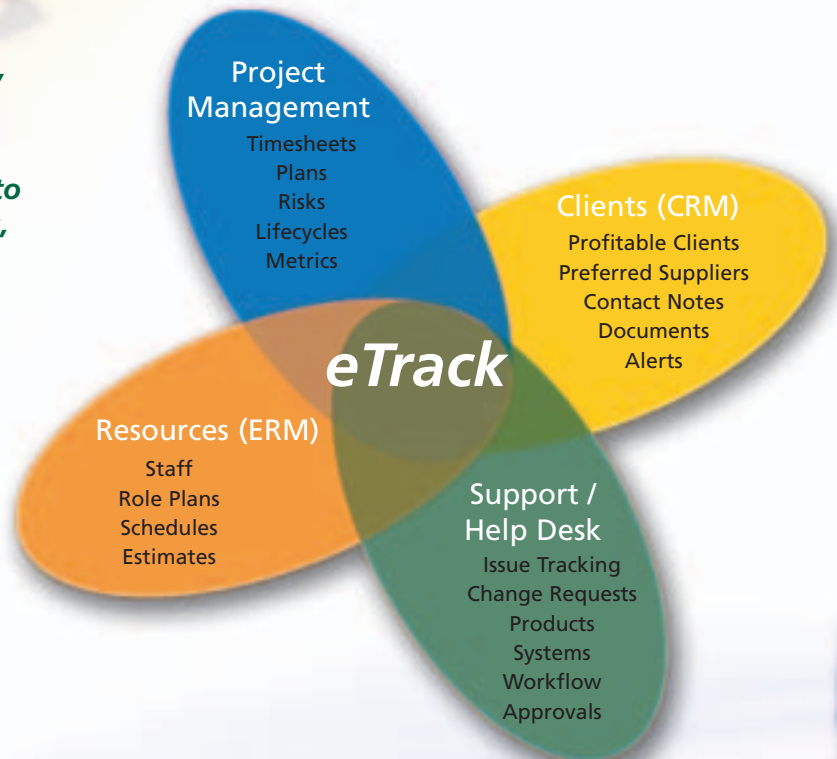 to
Project
Management
Timesheets
Plans
Risks
Lifecycles
Metrics
Clients (CRM)
Profitable Clients
Preferred Suppliers
Contact Notes
Documents
Alerts
eTrack
Resources (ERM)
Staff
Role Plans
Schedules
Estimates
Support /
Help Desk
Issue Tracking
Change Requests
Products
Systems
Workflow
Approvals